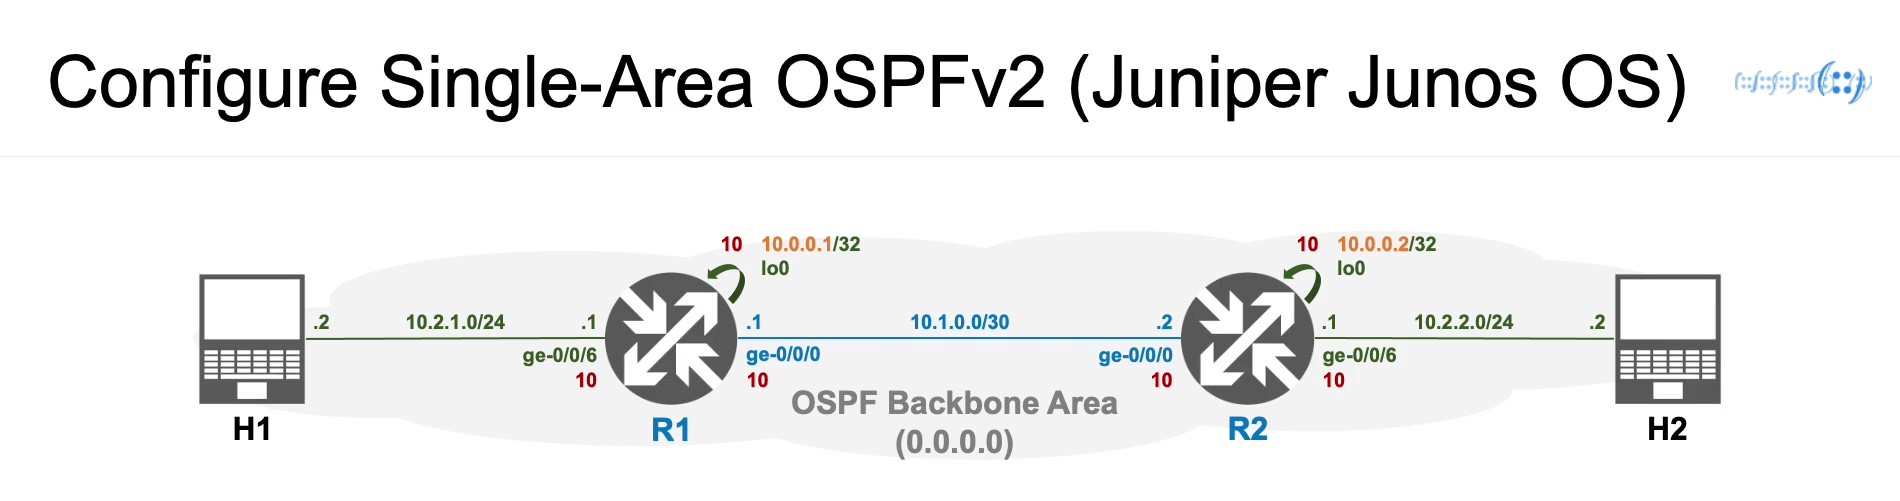 Configure Single-Area OSPFv2 (Juniper Junos OS)
10 10.0.0.1/32
lo0
10 10.0.0.2/32
lo0
.2 10.2.1.0/24 .1
.1 10.1.0.0/30 .2
.1 10.2.2.0/24 .2
ge-0/0/6
10
ge-0/0/0
10
ge-0/0/0
10
ge-0/0/6
10
OSPF Backbone Area
(0.0.0.0)
H1
R1
R2
H2